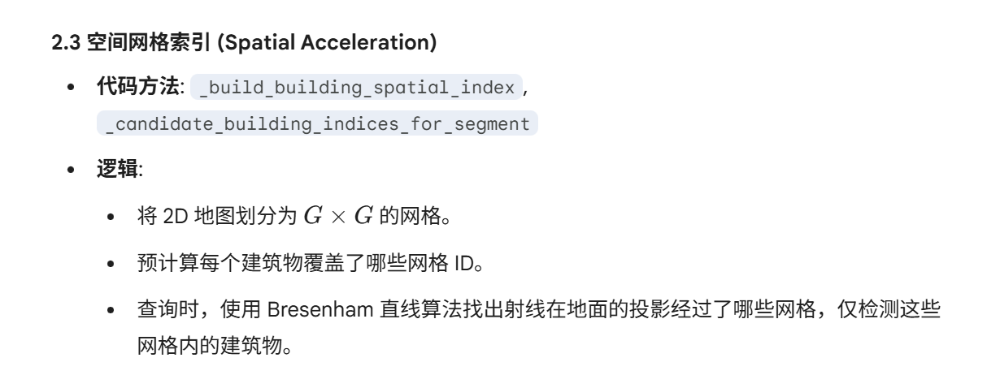 2.3 空间网格索引 (Spatial Acceleration)
代码方法: _build_building_spatial_index,
_candidate_building_indices_for_segment
逻辑:
将 2D 地图划分为 G × G 的网格。
预计算每个建筑物覆盖了哪些网格 ID。
查询时，使用 Bresenham 直线算法找出射线在地面的投影经过了哪些网格，仅检测这些
网格内的建筑物。